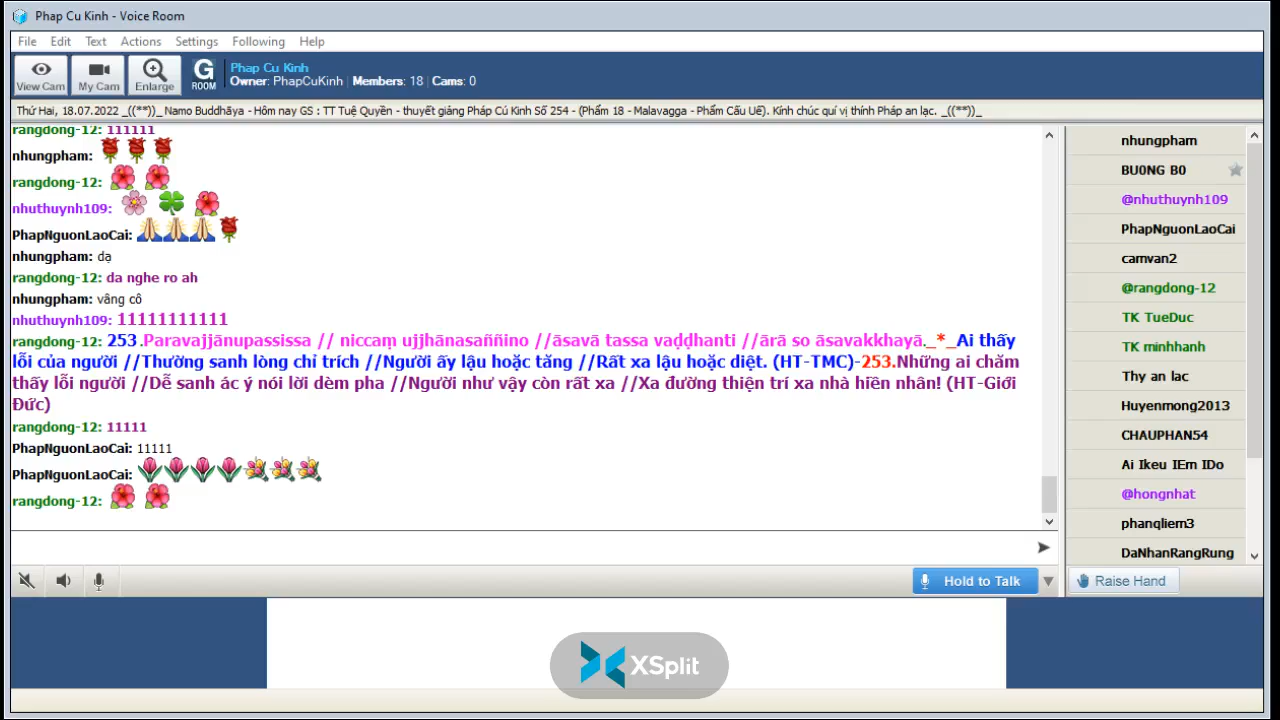 Phap Cu Kinh - Voice Room
File Edit Text Actions Settings Following Help
View Cam My Cam Enlarge G ROOM
Phap Cu Kinh
Owner: PhapCuKinh | Members: 18 | Cams: 0
Thứ Hai, 18.07.2022 _((**))_ Namo Buddhāya - Hôm nay GS : TT Tuệ Quyền - thuyết giảng Pháp Cú Kinh Số 254 - (Phẩm 18 - Malavagga - Phẩm Cấu Uế). Kính chúc quí vị thính Pháp an lạc. _((**))_
rangdong-12: 111111
nhungpham:
rangdong-12:
nhuthuynh109:
PhapNguonLaoCai:
nhungpham: dạ
rangdong-12: da nghe ro ah
nhungpham: vâng cô
nhuthuynh109: 11111111111
rangdong-12: 253.Paravajjānupassissa // niccaṃ ujjhānasaññino //āsavā tassa vaḍḍhanti //ārā so āsavakkhayā._*_Ai thấy
lỗi của người //Thường sanh lòng chỉ trích //Người ấy lậu hoặc tăng //Rất xa lậu hoặc diệt. (HT-TMC)-253.Những ai chăm
thấy lỗi người //Dễ sanh ác ý nói lời dèm pha //Người như vậy còn rất xa //Xa đường thiện trí xa nhà hiền nhân! (HT-Giới
Đức)
rangdong-12: 11111
PhapNguonLaoCai: 11111
PhapNguonLaoCai:
rangdong-12:
nhungpham
BU0NG B0
@nhuthuynh109
PhapNguonLaoCai
camvan2
@rangdong-12
TK TueDuc
TK minhhanh
Thy an lac
Huyenmong2013
CHAUPHAN54
Ai Ikeu IEm IDo
@hongnhat
phanqliem3
DaNhanRangRung
Hold to Talk
Raise Hand
XSplit